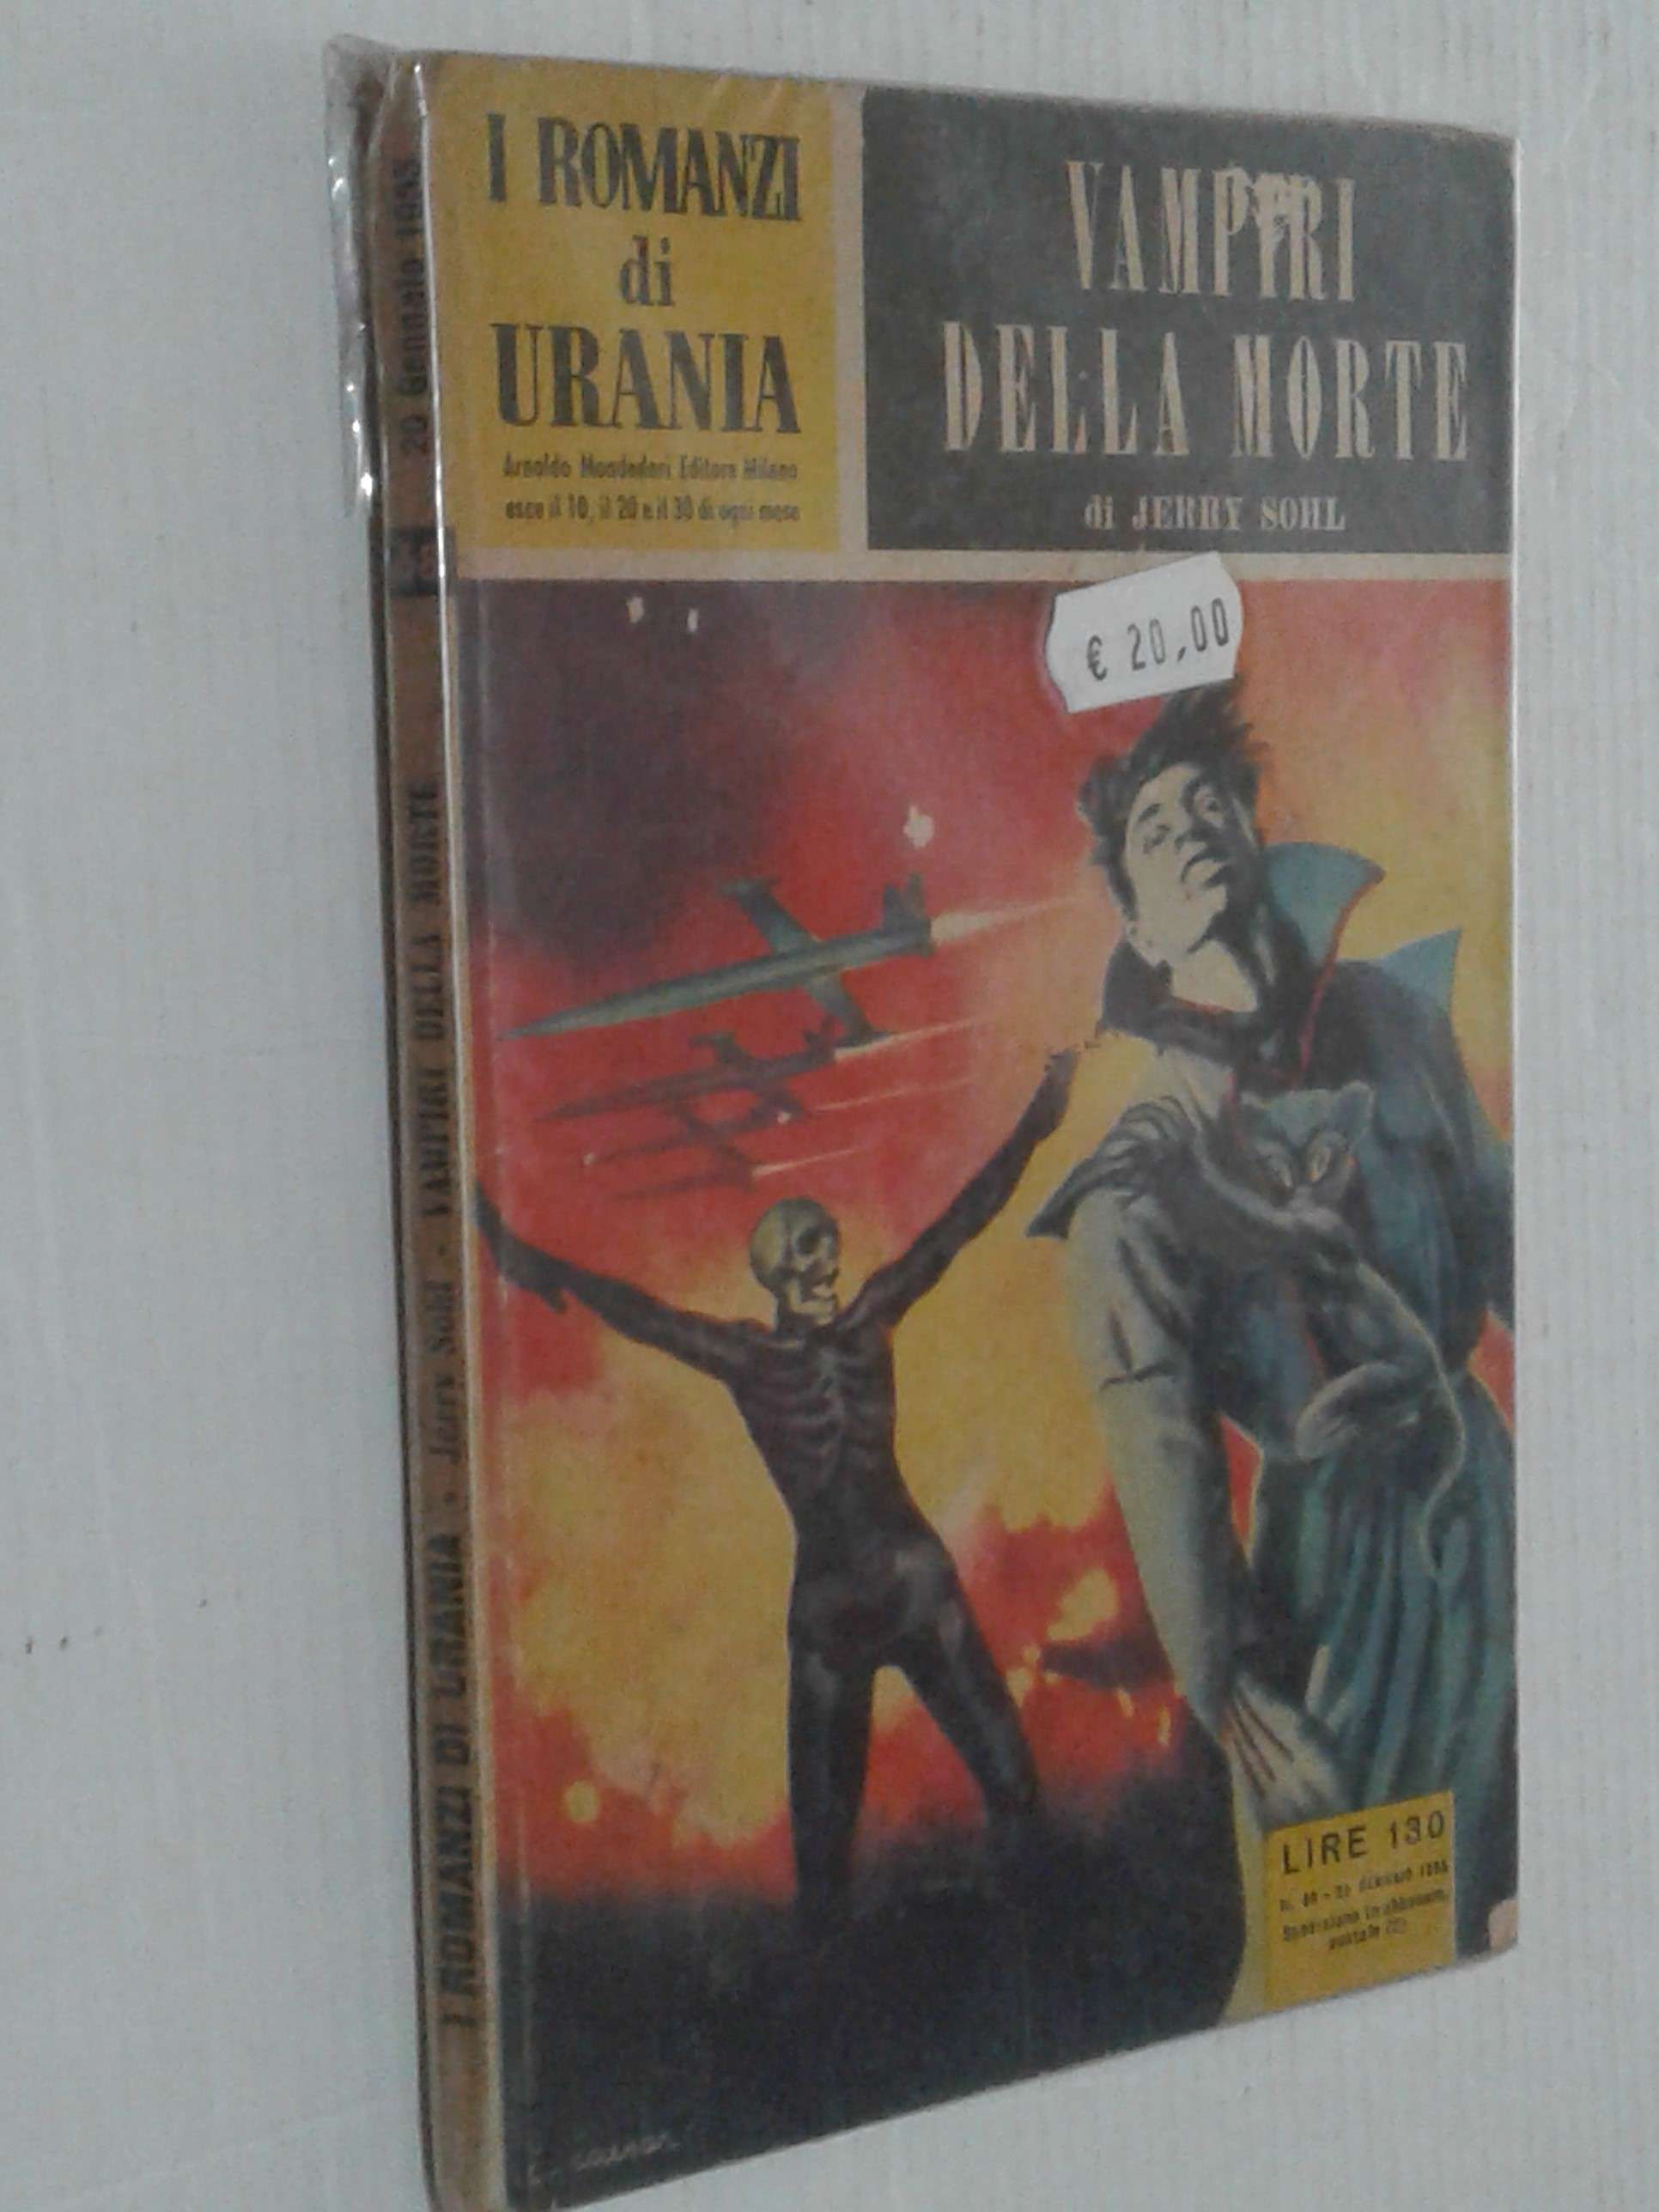 I ROMANZI
di
URANIA
Arnoldo Mondadori Editore Milano
esce il 10, il 20 e il 30 di ogni mese
VAMPIRI
DELLA MORTE
di JERRY SOHL
€ 20,00
LIRE 130
I ROMANZI DI URANIA - Jerry Sohl - VAMPIRI DELLA MORTE
20 Gennaio